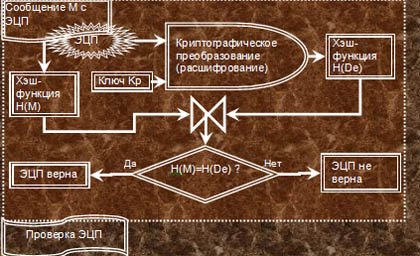 Сообщение M с
ЭЦП
ЭЦП
Криптографическое
преобразование
(расшифрование)
Хэш-
функция
H(De)
Хэш-
функция
H(M)
Ключ Kp
Да
H(M)=H(De) ?
Нет
ЭЦП верна
ЭЦП не
верна
Проверка ЭЦП